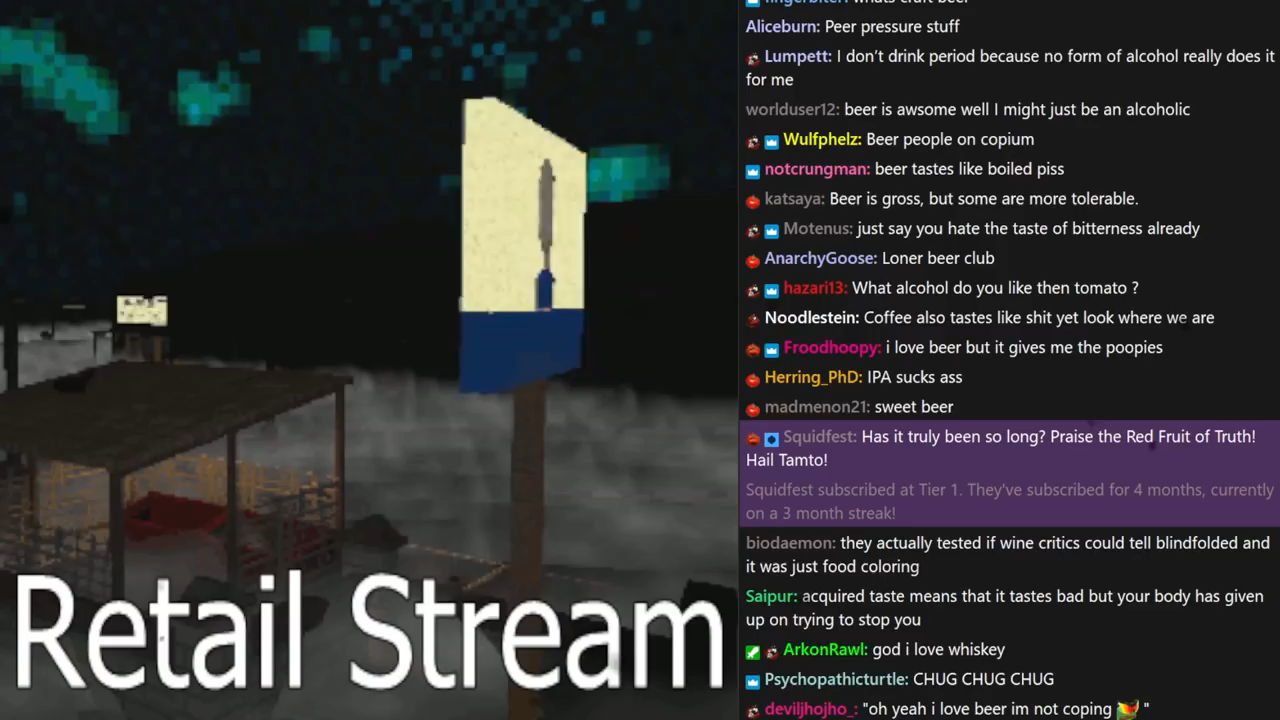 fingerbiter: whats craft beer
Aliceburn: Peer pressure stuff
Lumpett: I don't drink period because no form of alcohol really does it
for me
worlduser12: beer is awsome well I might just be an alcoholic
Wulfphelz: Beer people on copium
notcrungman: beer tastes like boiled piss
katsaya: Beer is gross, but some are more tolerable.
Motenus: just say you hate the taste of bitterness already
AnarchyGoose: Loner beer club
hazari13: What alcohol do you like then tomato ?
Noodlestein: Coffee also tastes like shit yet look where we are
Froodhoopy: i love beer but it gives me the poopies
Herring_PhD: IPA sucks ass
madmenon21: sweet beer
Squidfest: Has it truly been so long? Praise the Red Fruit of Truth!
Hail Tamto!
Squidfest subscribed at Tier 1. They've subscribed for 4 months, currently
on a 3 month streak!
biodaemon: they actually tested if wine critics could tell blindfolded and
it was just food coloring
Saipur: acquired taste means that it tastes bad but your body has given
up on trying to stop you
ArkonRawl: god i love whiskey
Psychopathicturtle: CHUG CHUG CHUG
deviljhojho_: "oh yeah i love beer im not coping "
Retail Stream